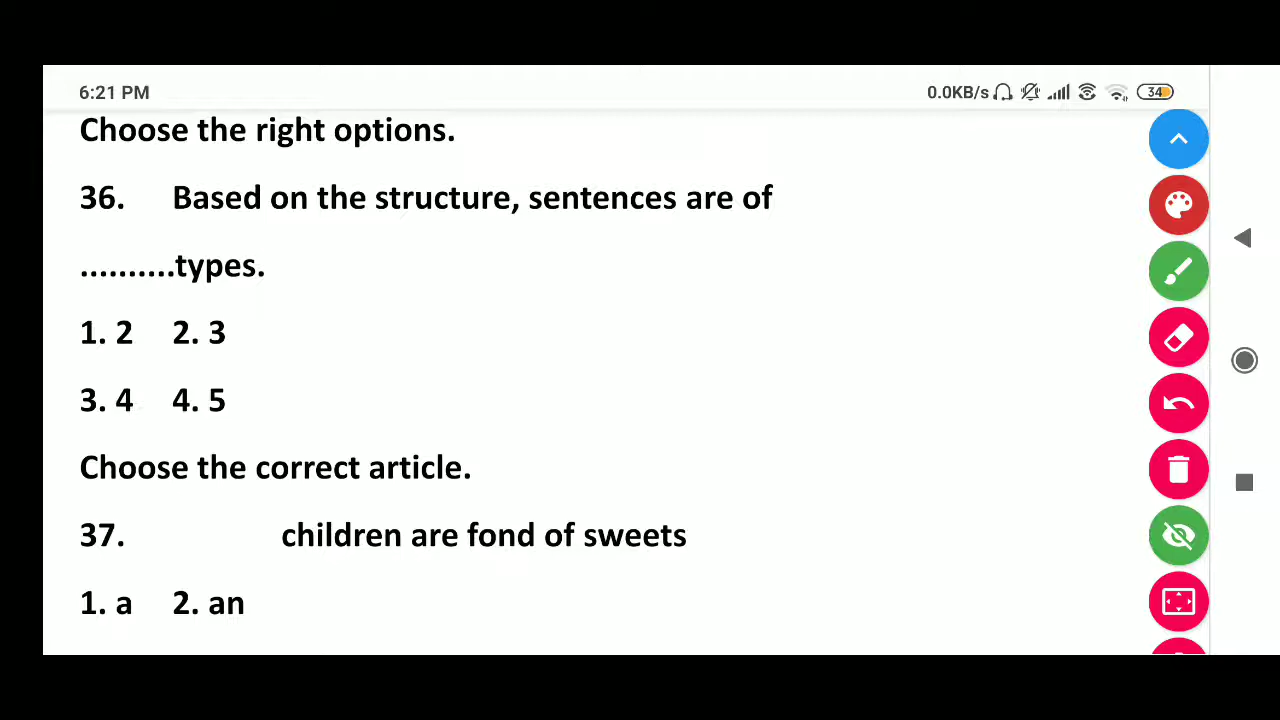 6:21 PM 0.0KB/s 34
Choose the right options.
36. Based on the structure, sentences are of
..........types.
1. 2 2. 3
3. 4 4. 5
Choose the correct article.
37. children are fond of sweets
1. a 2. an